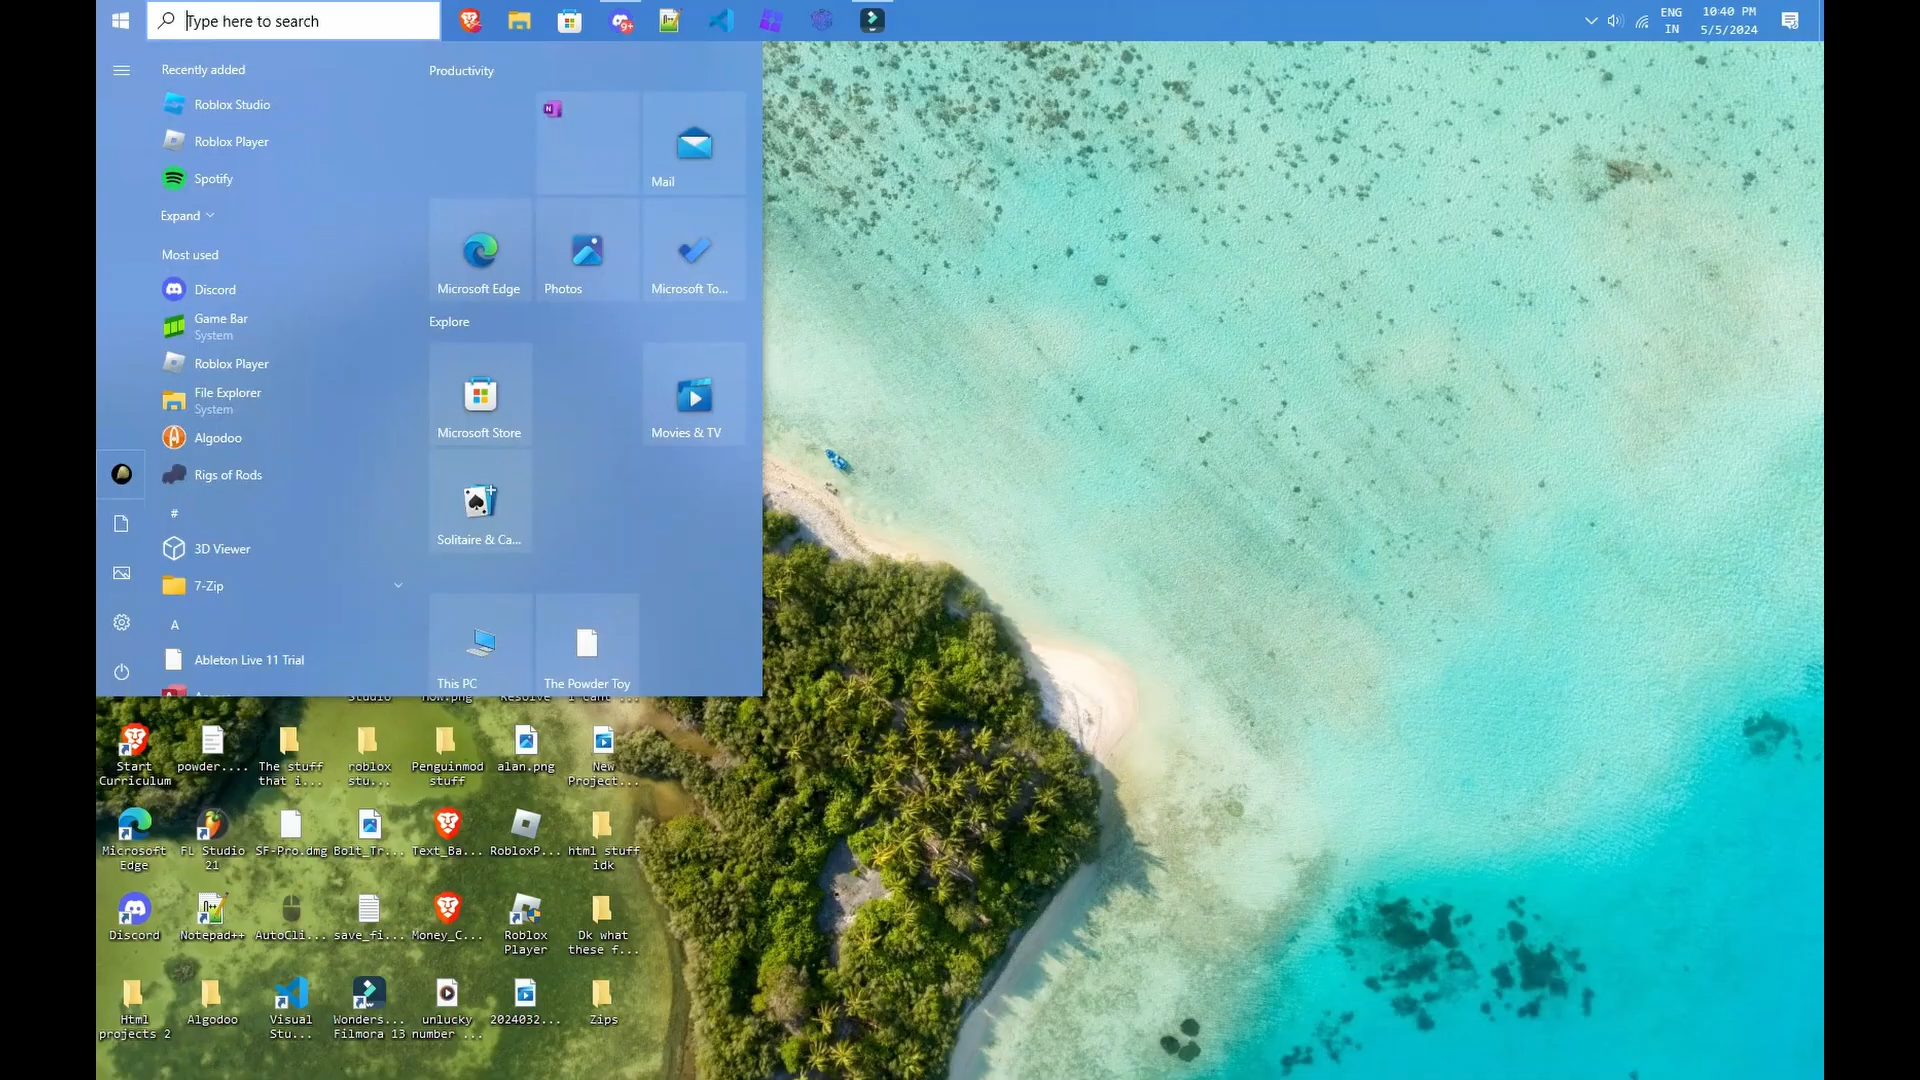 Type here to search
9+
ENG
IN
10:40 PM
5/5/2024
Recently added
Roblox Studio
Roblox Player
Spotify
Expand
Most used
Discord
Game Bar
System
Roblox Player
File Explorer
System
Algodoo
Rigs of Rods
#
3D Viewer
7-Zip
A
Ableton Live 11 Trial
Productivity
Mail
Microsoft Edge
Photos
Microsoft To...
Explore
Microsoft Store
Movies & TV
Solitaire & Ca...
This PC
The Powder Toy
Start
Curriculum
powder....
The stuff
that i...
roblox
stu...
Penguinmod
stuff
alan.png
New
Project...
Microsoft
Edge
FL Studio
21
SF-Pro.dmg
Bolt_Tr...
Text_Ba...
RobloxP...
html stuff
idk
Discord
Notepad++
AutoCli...
save_fi...
Money_C...
Roblox
Player
Dk what
these f...
Html
projects 2
Algodoo
Visual
Stu...
Wonders...
Filmora 13
unlucky
number ...
2024032...
Zips